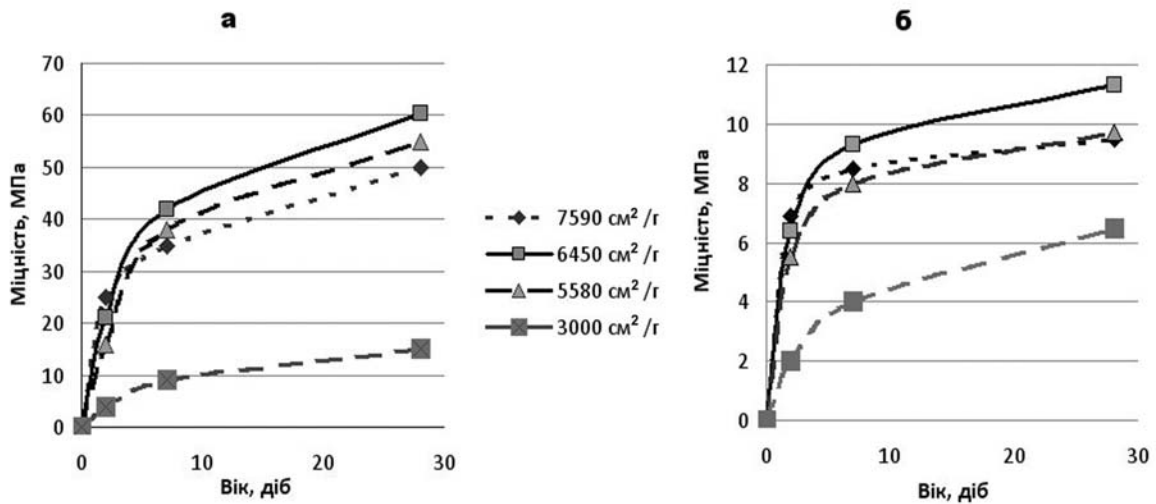 а
70
60
50
40
30
20
10
0
0 10 20 30
Міцність, МПа
Вік, діб
7590 см² /г
6450 см² /г
5580 см² /г
3000 см² /г
б
12
10
8
6
4
2
0
0 10 20 30
Міцність, МПа
Вік, діб